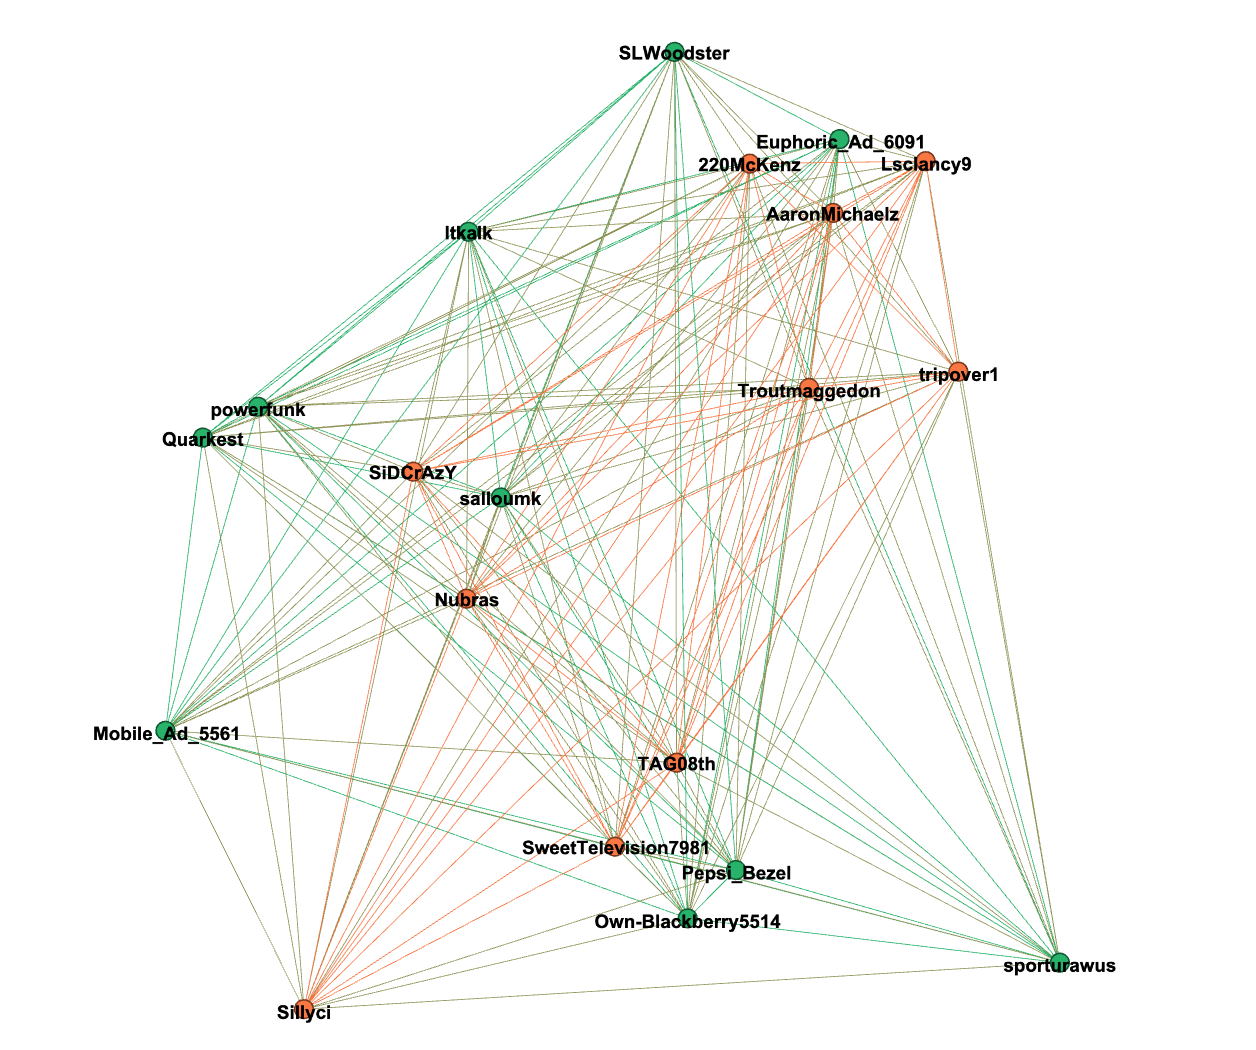 SLWoodster
Euphoric_Ad_6091
220McKenz
Lsclancy9
AaronMichaelz
ltkalk
tripover1
Troutmaggedon
powerfunk
Quarkest
SiDCrAzY
salloumk
Nubras
Mobile_Ad_5561
TAG08th
SweetTelevision7981
Pepsi_Bezel
Own-Blackberry5514
sporturawus
Sillyci